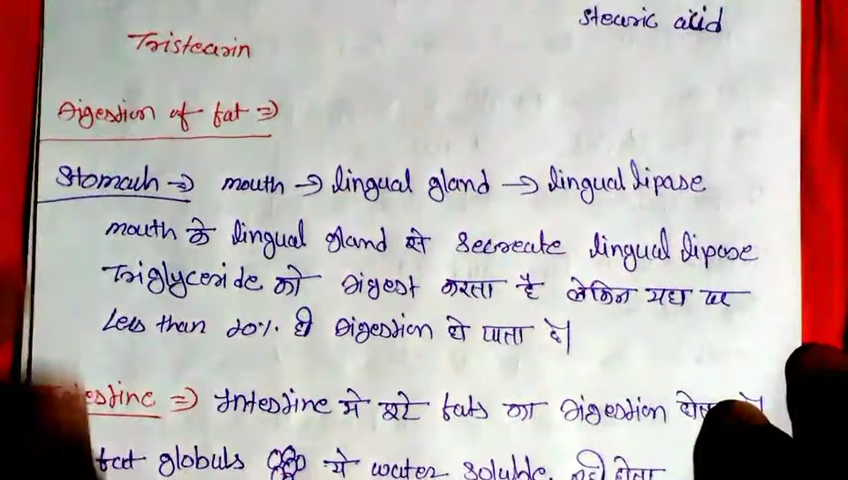 Stearic acid
Tristearin
Digestion of fat ⇒
Stomach ⇒ mouth → lingual gland → lingual lipase
mouth के lingual gland से secreate lingual lipase
Triglyceride को digest करता है लेकिन यहा पर
Less than 20% ही digestion हो पाता है।
Intestine ⇒ Intestine मे fats का digestion
fat globuls ये water soluble नही होता